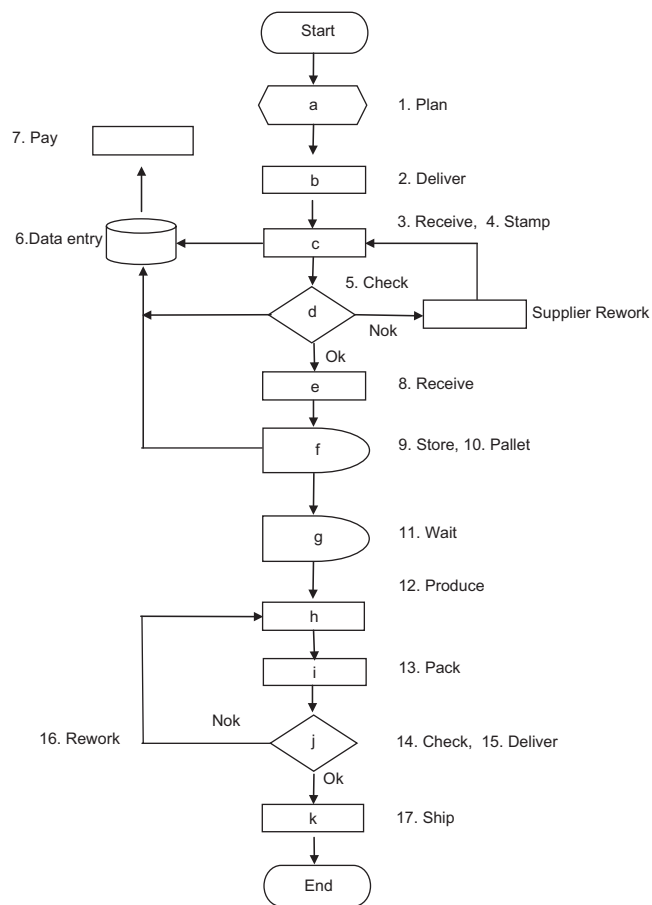 Start
a
1. Plan
7. Pay
b
2. Deliver
3. Receive, 4. Stamp
6.Data entry
c
5. Check
d
Nok
Supplier Rework
Ok
e
8. Receive
f
9. Store, 10. Pallet
g
11. Wait
12. Produce
h
i
13. Pack
Nok
16. Rework
j
14. Check, 15. Deliver
Ok
k
17. Ship
End